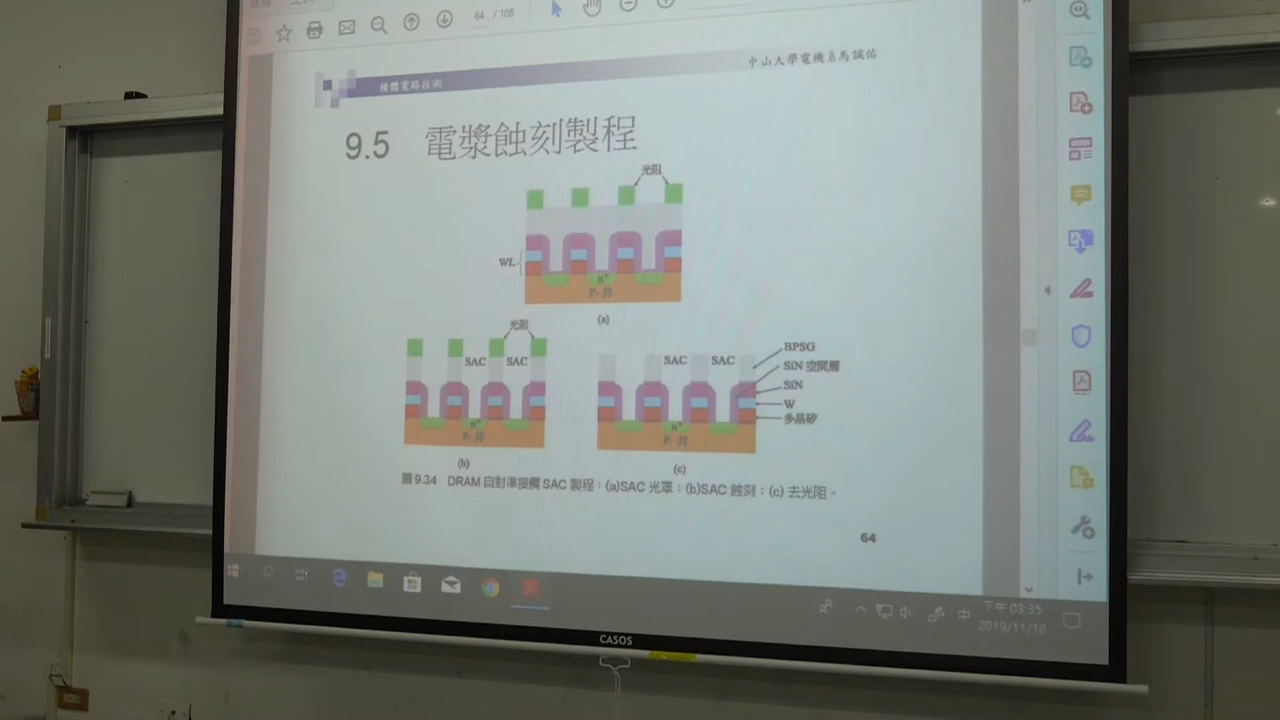 64 / 108
積體電路技術
中山大學電機系馬誠佑
9.5 電漿蝕刻製程
光阻
WL
n+
P-井
(a)
光阻
SAC SAC
n+
P-井
(b)
SAC SAC
BPSG
SiN 空間層
SiN
W
多晶矽
n+
P-井
(c)
圖 9.34 DRAM 自對準接觸 SAC 製程：(a)SAC 光罩；(b)SAC 蝕刻；(c) 去光阻。
64
中
下午 03:35
2019/11/18
CASOS